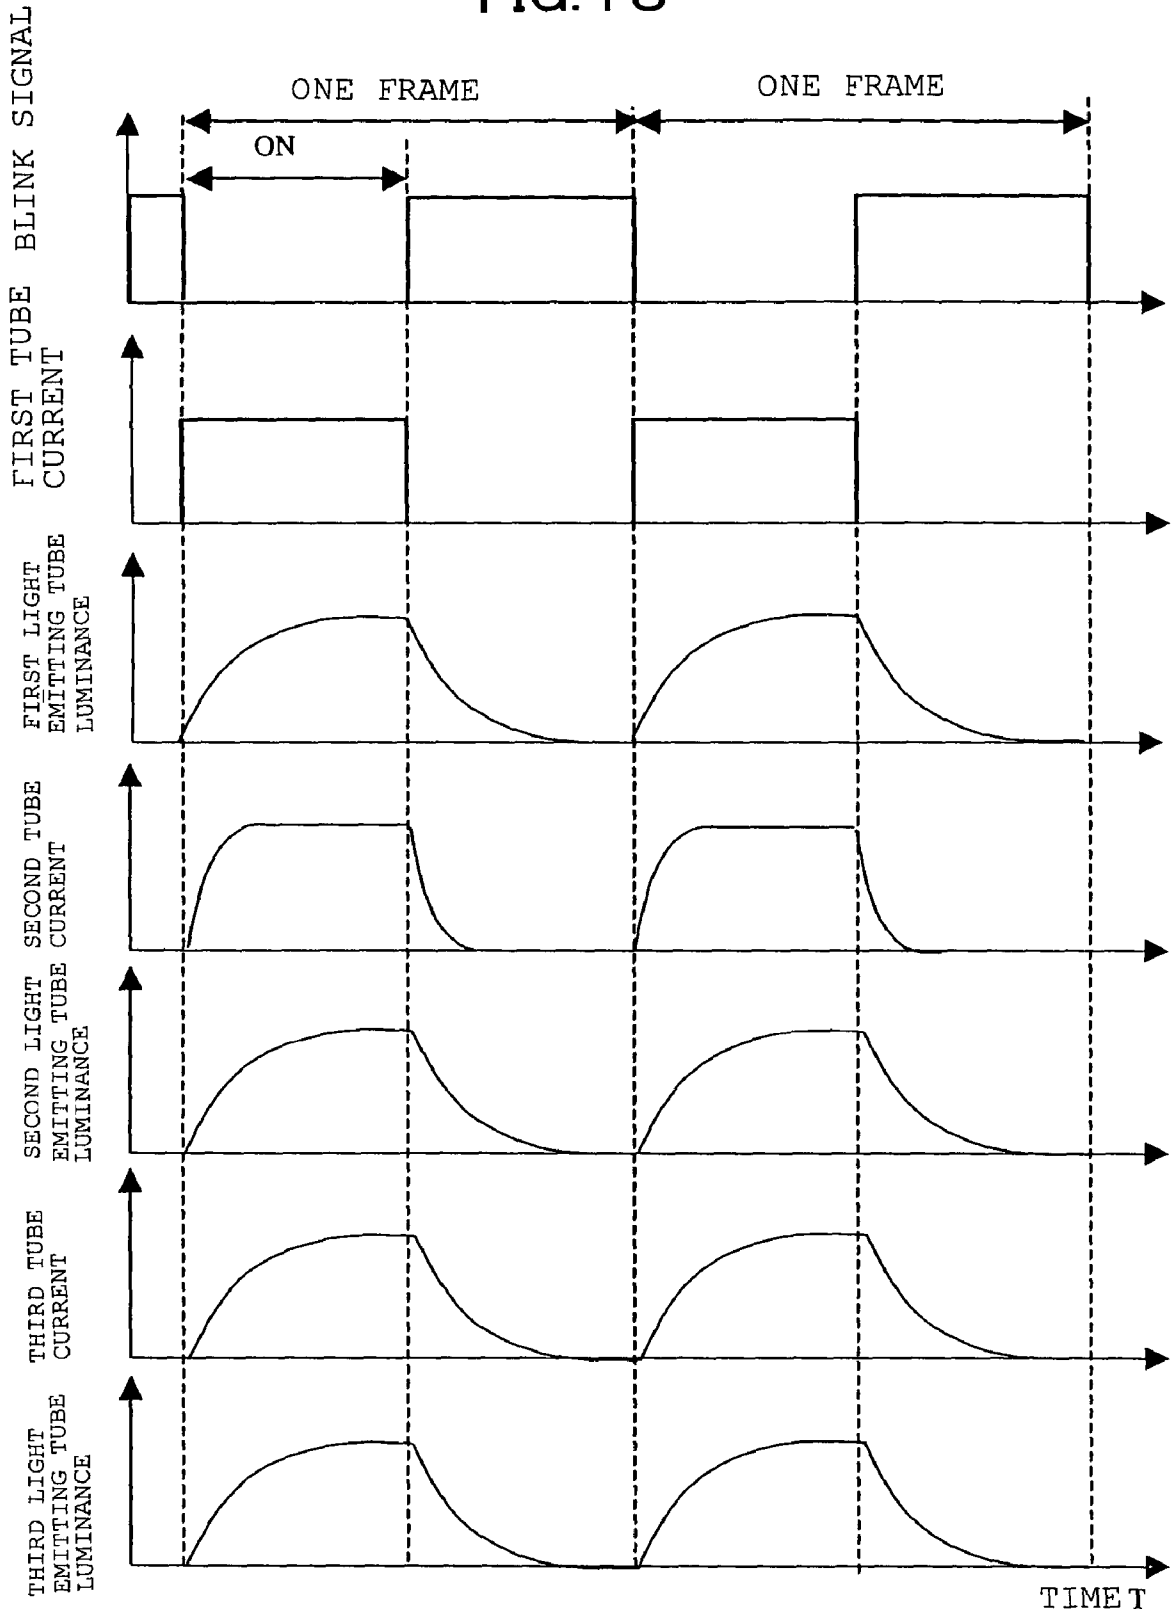 ONE FRAME
ONE FRAME
ON
BLINK SIGNAL
FIRST TUBE
CURRENT
FIRST LIGHT
EMITTING TUBE
LUMINANCE
SECOND TUBE
CURRENT
SECOND LIGHT
EMITTING TUBE
LUMINANCE
THIRD TUBE
CURRENT
THIRD LIGHT
EMITTING TUBE
LUMINANCE
TIME T